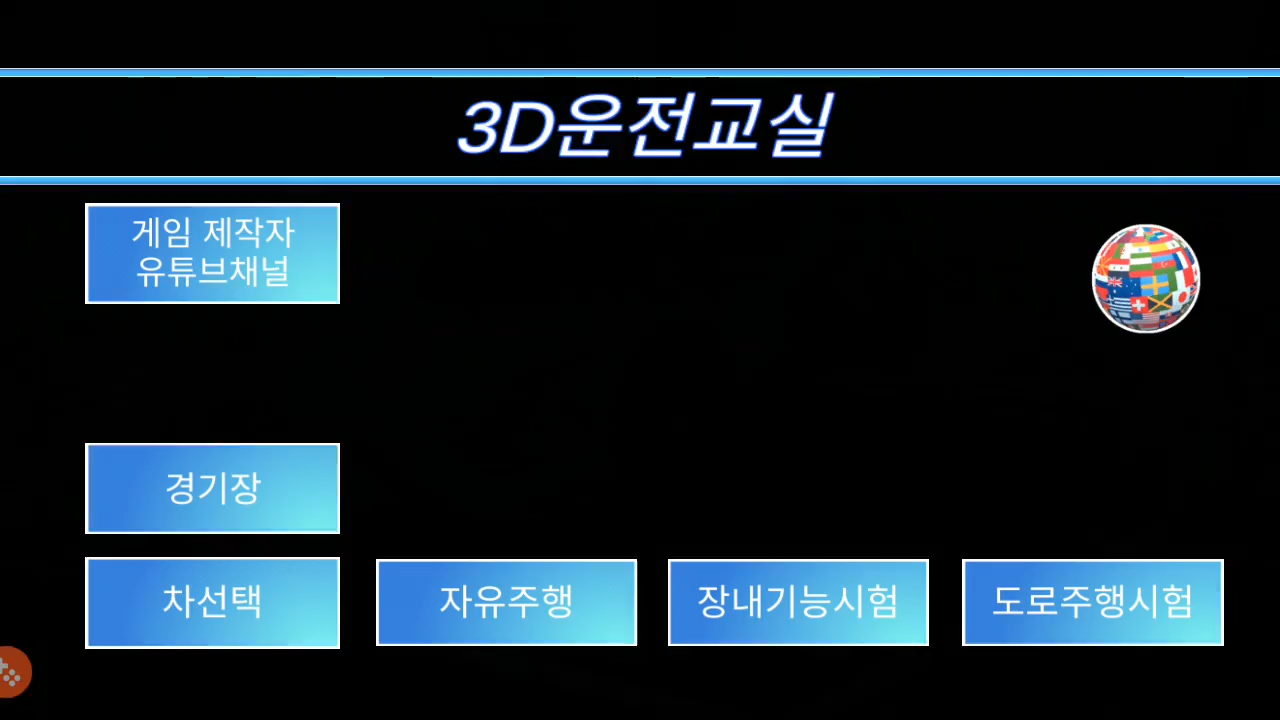 3D운전교실
게임 제작자
유튜브채널
경기장
차선택
자유주행
장내기능시험
도로주행시험